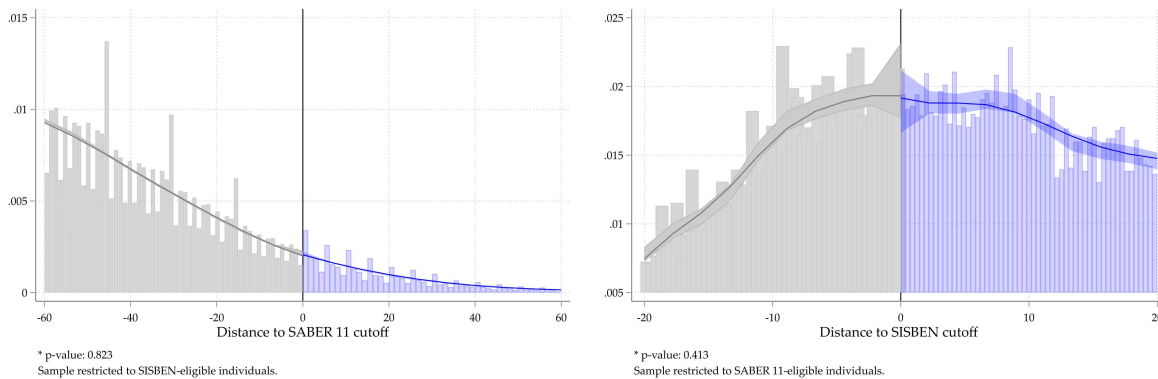 .015
.01
.005
0
-60 -40 -20 0 20 40 60
Distance to SABER 11 cutoff
* p-value: 0.823
Sample restricted to SISBEN-eligible individuals.
.025
.02
.015
.01
.005
-20 -10 0 10 20
Distance to SISBEN cutoff
* p-value: 0.413
Sample restricted to SABER 11-eligible individuals.